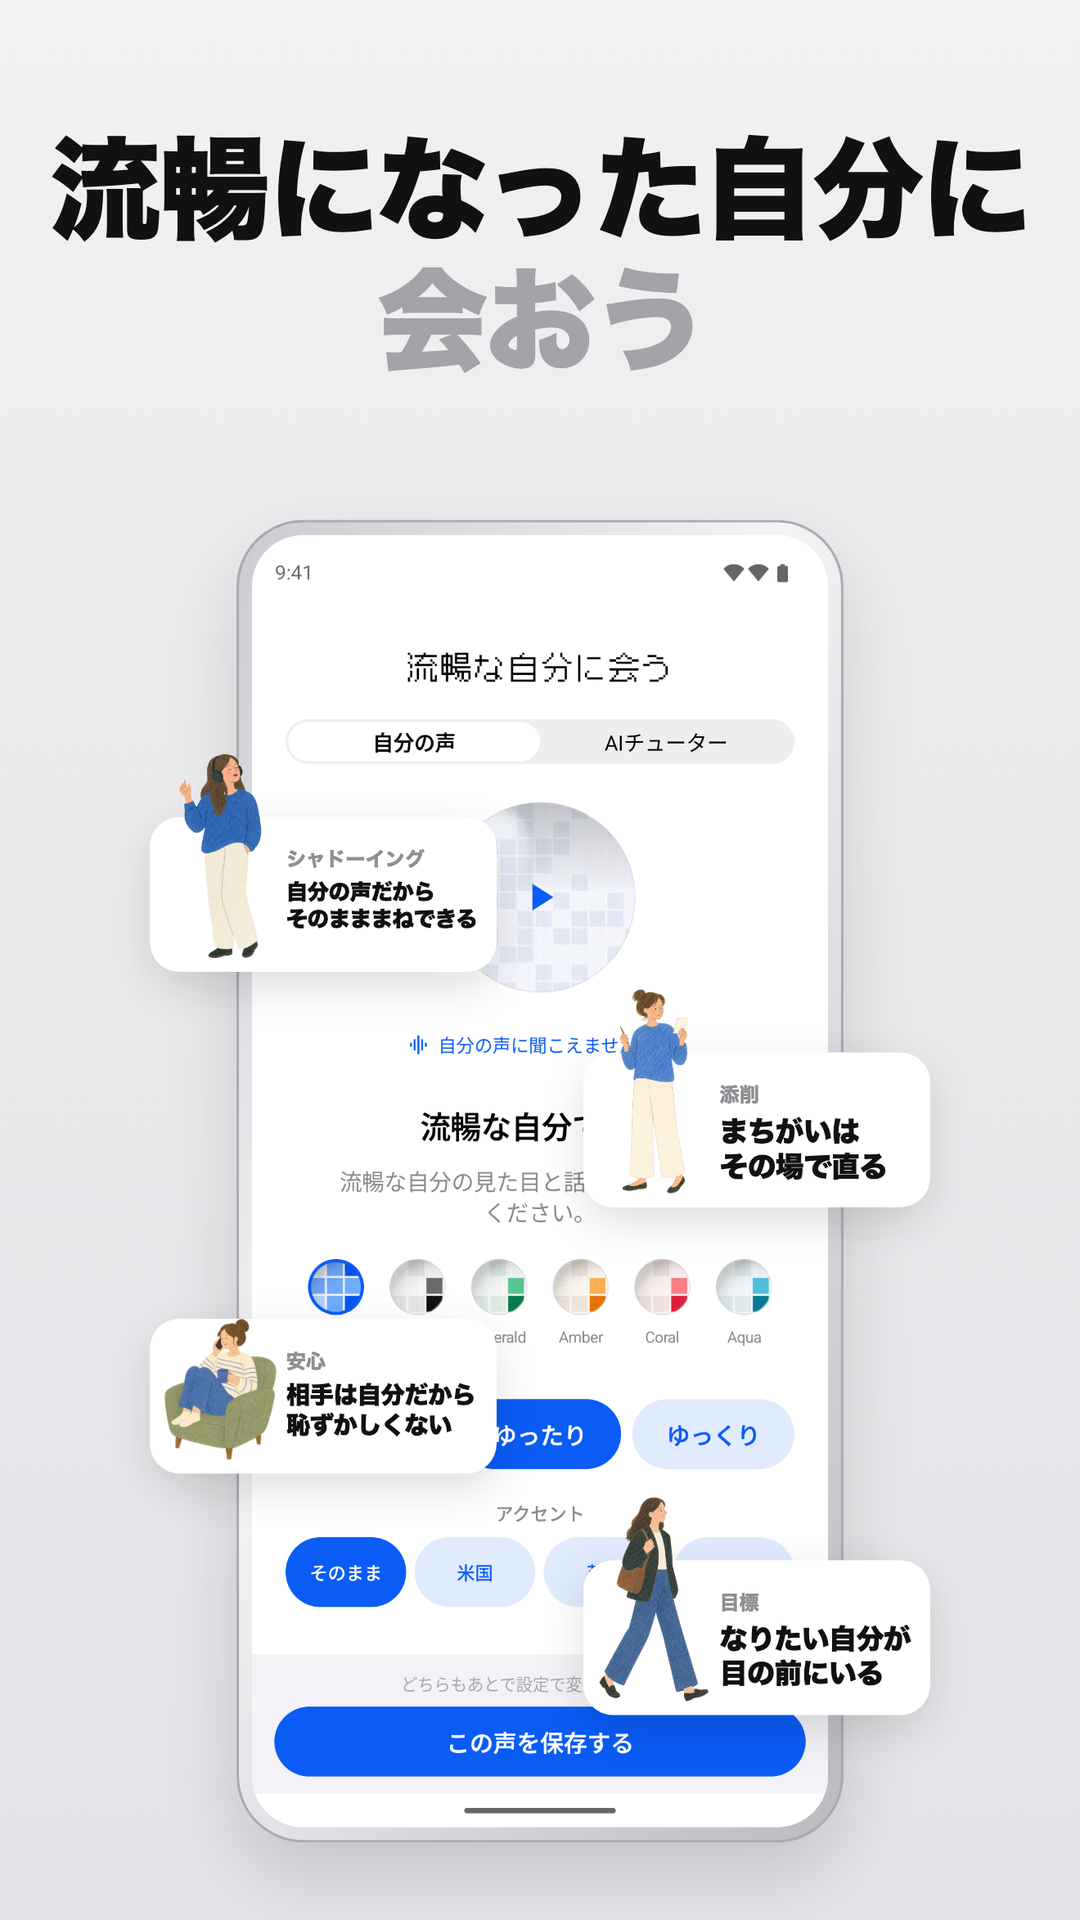 流暢になった自分に
会おう
9:41
流暢な自分に会う
自分の声
AIチューター
シャドーイング
自分の声だから
そのまままねできる
自分の声に聞こえませ
添削
まちがいは
その場で直る
流暢な自分
流暢な自分の見た目と話
ください。
erald
Amber
Coral
Aqua
安心
相手は自分だから
恥ずかしくない
ゆったり
ゆっくり
アクセント
そのまま
米国
目標
なりたい自分が
目の前にいる
どちらもあとで設定で変
この声を保存する